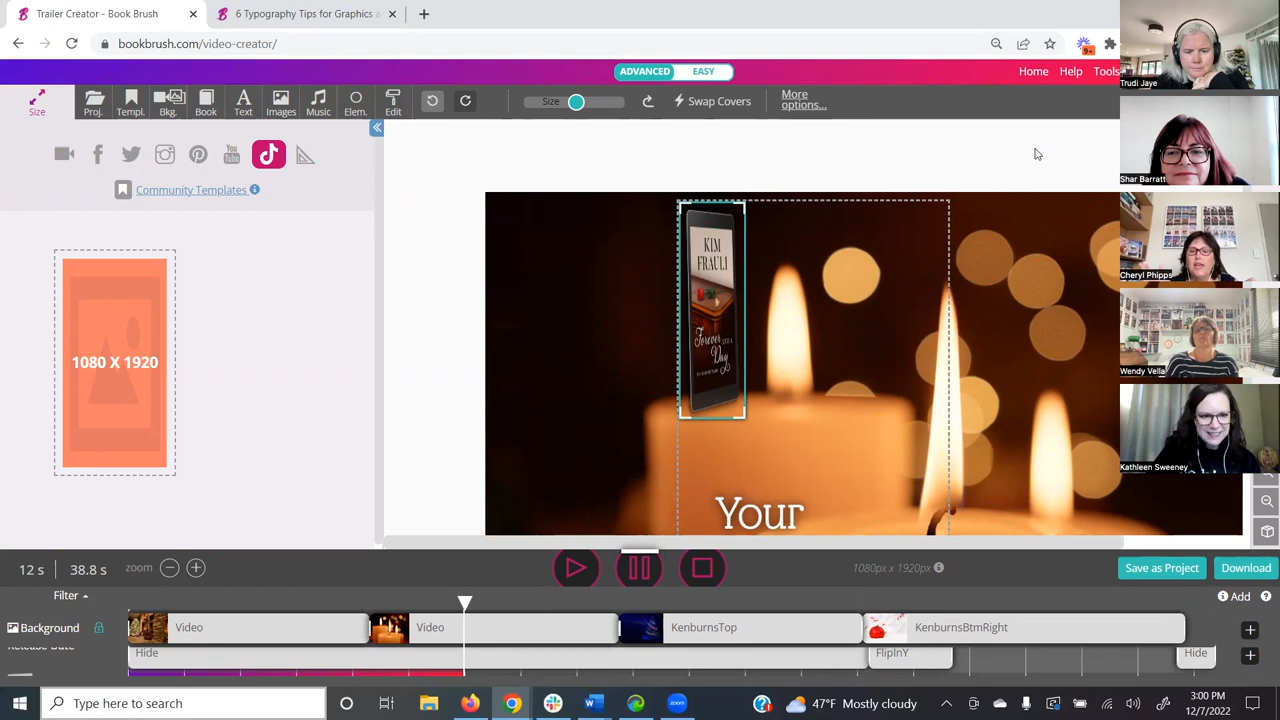 Trailer Creator - Book Brush
6 Typography Tips for Graphics a
bookbrush.com/video-creator/
9+
ADVANCED EASY
Home Help Tools
Size Proj. Templ. Bkg. Book Text Images Music Elem. Edit
Size
Swap Covers
More options...
Community Templates
1080 X 1920
KIM
FRAULI
Forever AND A
Day
Your
Trudi Jaye
Shar Barratt
Cheryl Phipps
Wendy Vella
Kathleen Sweeney
12 s 38.8 s zoom
1080px x 1920px
Save as Project Download
Filter
Add
Background Video Video KenburnsTop KenburnsBtmRight
Release Date Hide FlipInY Hide
Type here to search
47°F Mostly cloudy
3:00 PM
12/7/2022